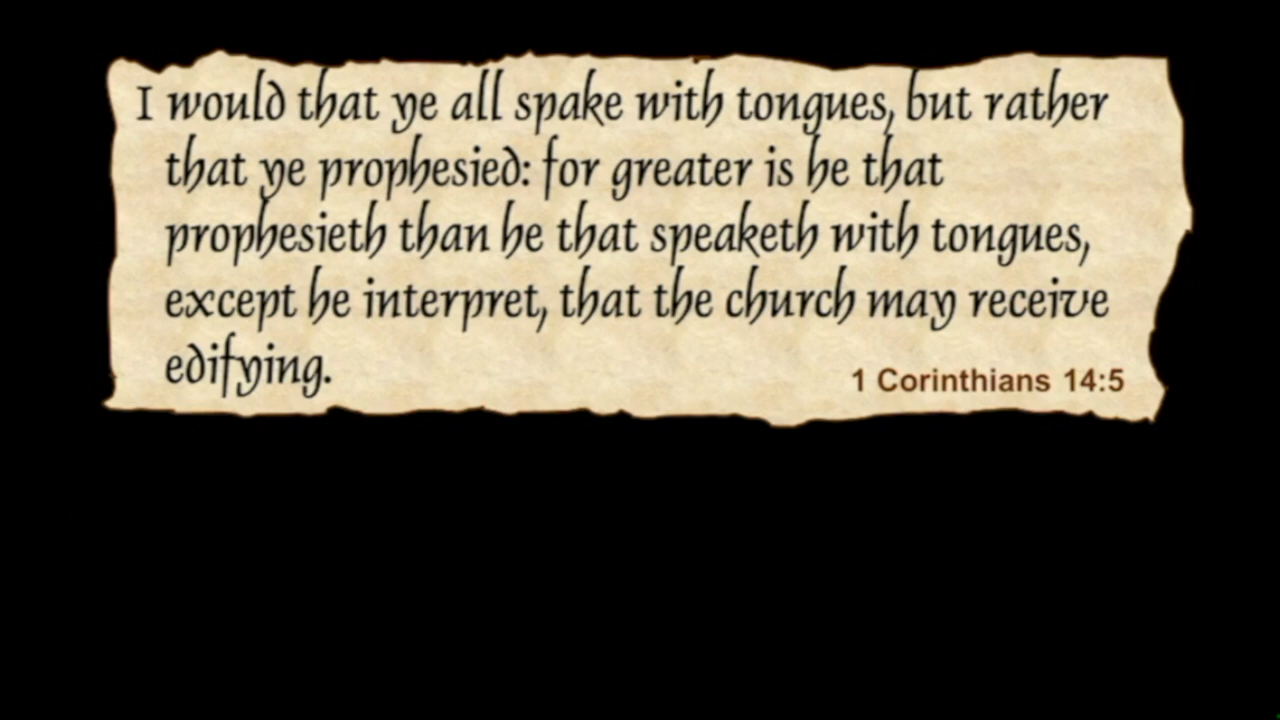 I would that ye all spake with tongues, but rather
that ye prophesied: for greater is he that
prophesieth than he that speaketh with tongues,
except he interpret, that the church may receive
edifying.
1 Corinthians 14:5